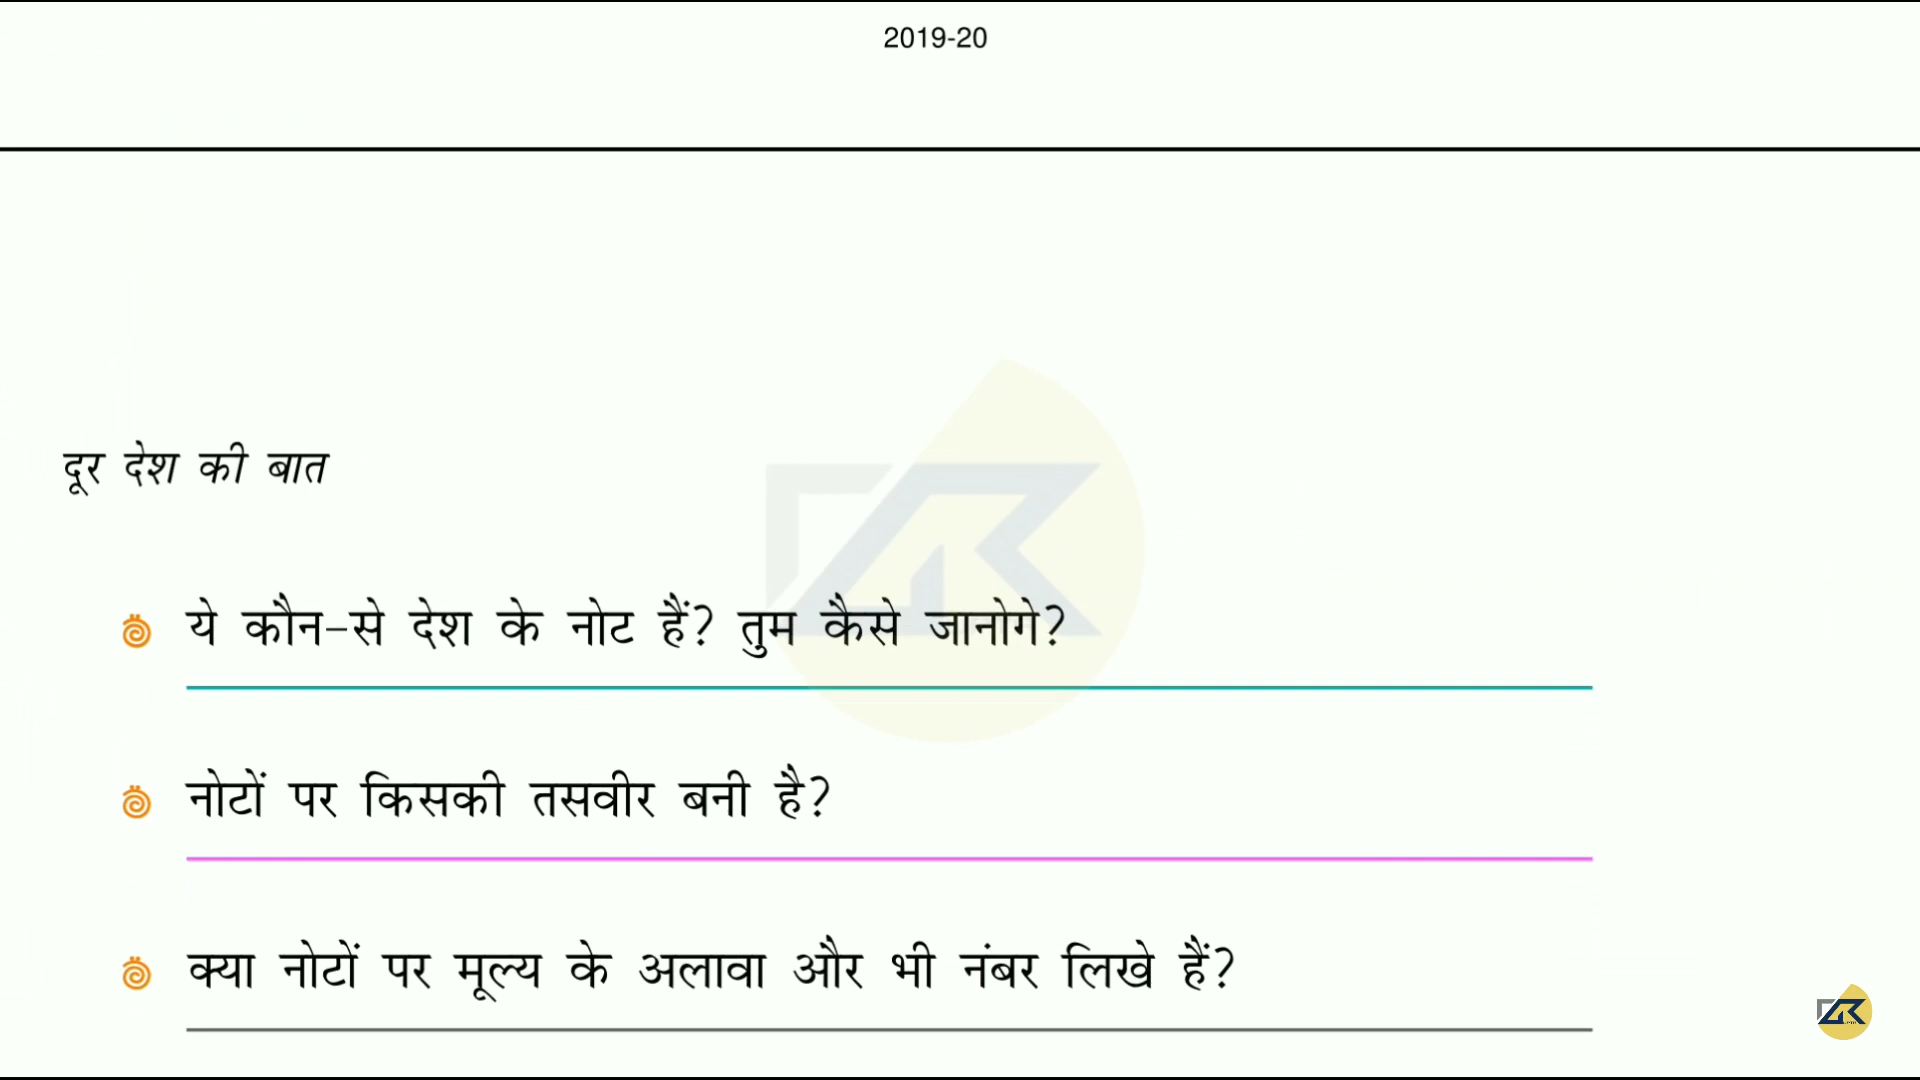 2019-20
दूर देश की बात
ये कौन-से देश के नोट हैं? तुम कैसे जानोगे?
नोटों पर किसकी तसवीर बनी है?
क्या नोटों पर मूल्य के अलावा और भी नंबर लिखे हैं?